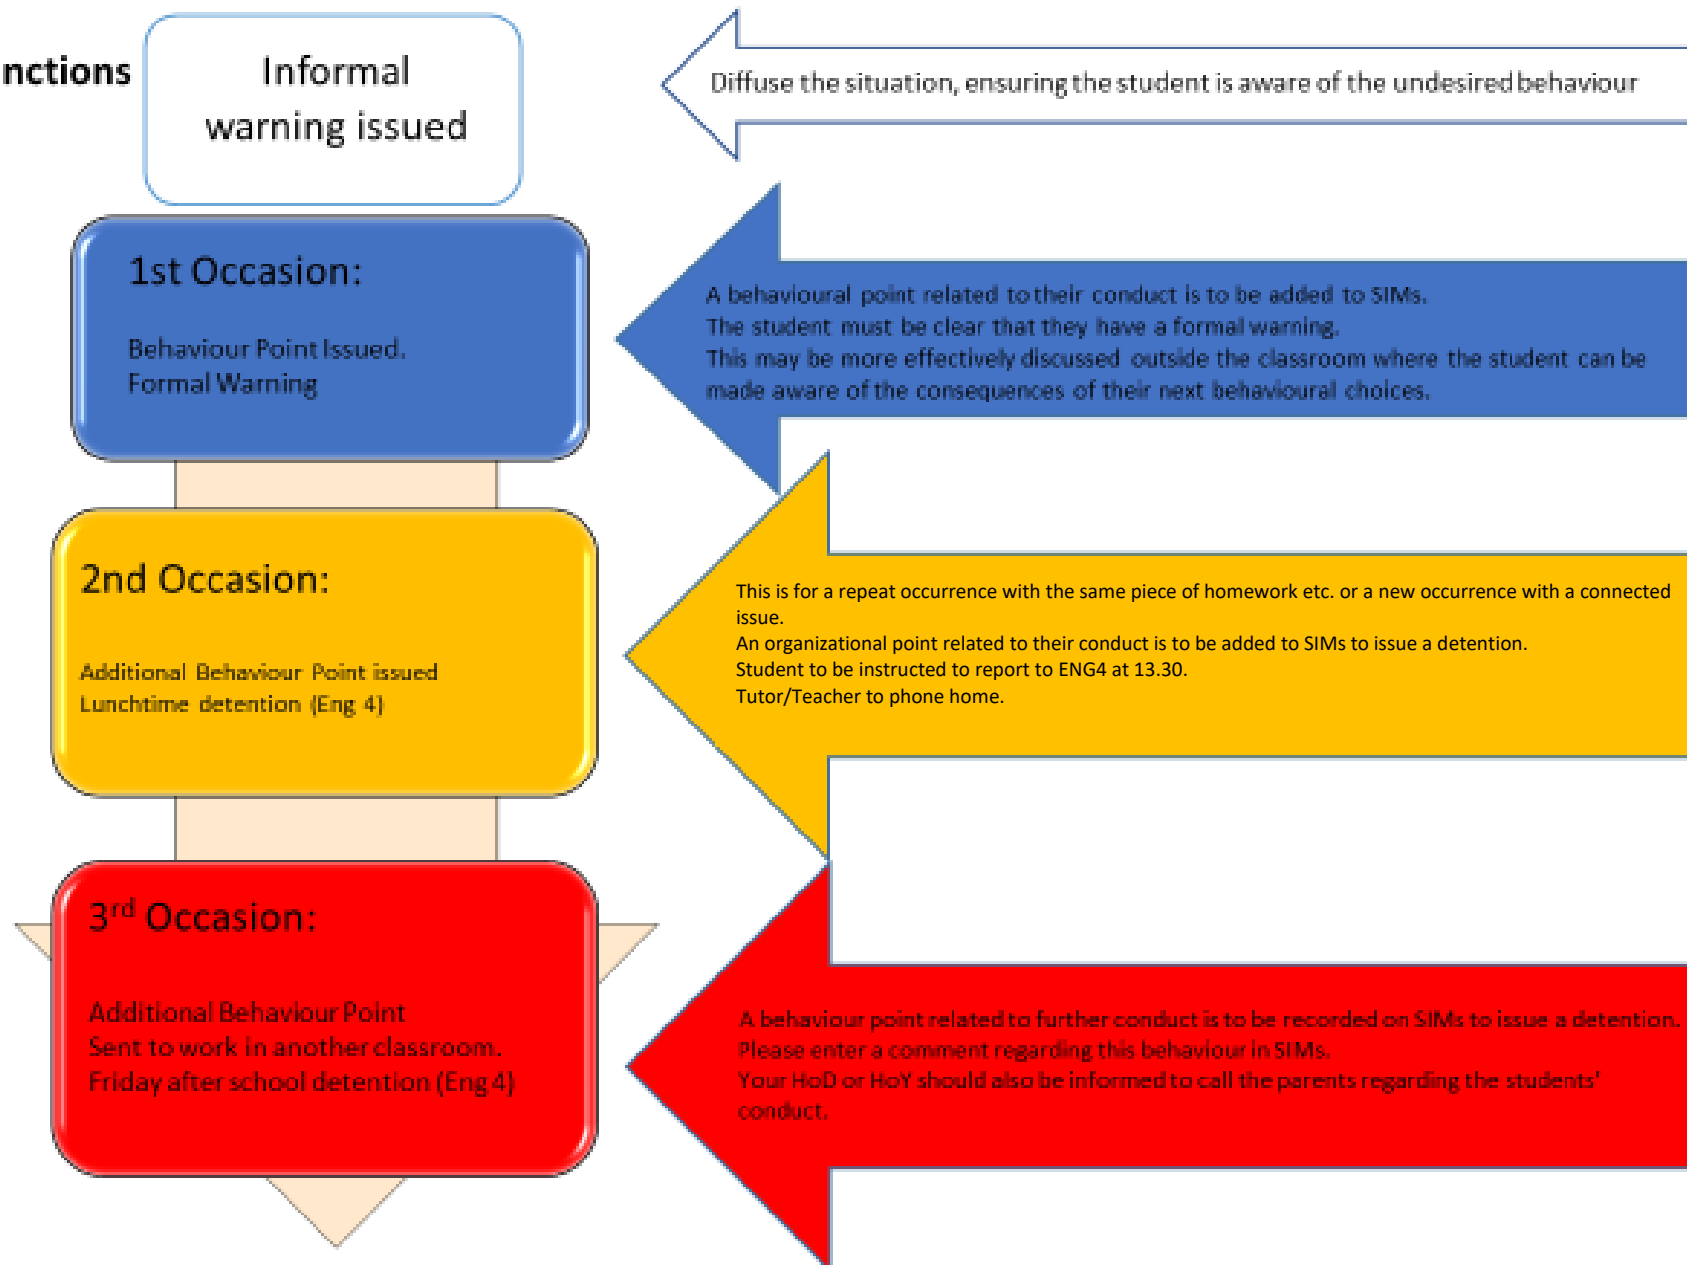 nctions
Informal
warning issued
Diffuse the situation, ensuring the student is aware of the undesired behaviour
1st Occasion:
Behaviour Point Issued.
Formal Warning
A behavioural point related to their conduct is to be added to SIMs.
The student must be clear that they have a formal warning.
This may be more effectively discussed outside the classroom where the student can be
made aware of the consequences of their next behavioural choices.
2nd Occasion:
Additional Behaviour Point issued
Lunchtime detention (Eng 4)
This is for a repeat occurrence with the same piece of homework etc. or a new occurrence with a connected
issue.
An organizational point related to their conduct is to be added to SIMs to issue a detention.
Student to be instructed to report to ENG4 at 13.30.
Tutor/Teacher to phone home.
3rd Occasion:
Additional Behaviour Point
Sent to work in another classroom.
Friday after school detention (Eng 4)
A behaviour point related to further conduct is to be recorded on SIMs to issue a detention.
Please enter a comment regarding this behaviour in SIMs.
Your HoD or HoY should also be informed to call the parents regarding the students'
conduct.